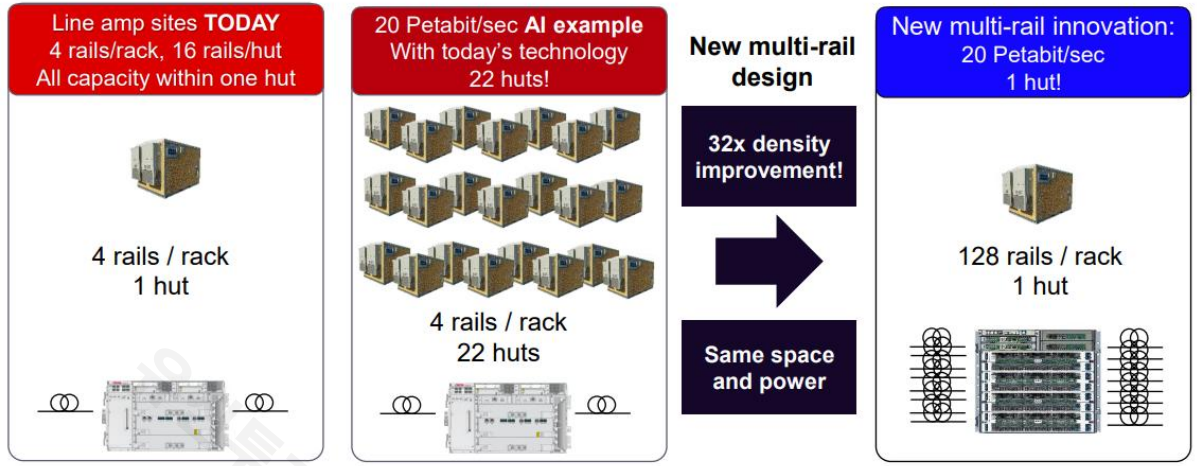 Line amp sites TODAY
4 rails/rack, 16 rails/hut
All capacity within one hut
4 rails / rack
1 hut
20 Petabit/sec AI example
With today's technology
22 huts!
4 rails / rack
22 huts
New multi-rail
design
32x density
improvement!
Same space
and power
New multi-rail innovation:
20 Petabit/sec
1 hut!
128 rails / rack
1 hut